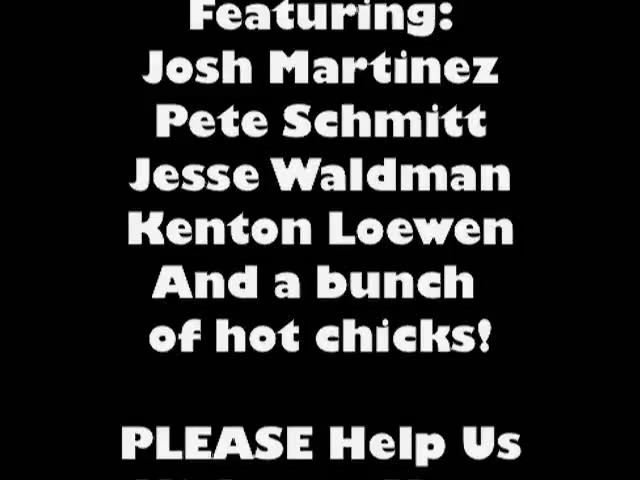 Featuring:
Josh Martinez
Pete Schmitt
Jesse Waldman
Kenton Loewen
And a bunch
of hot chicks!
PLEASE Help Us